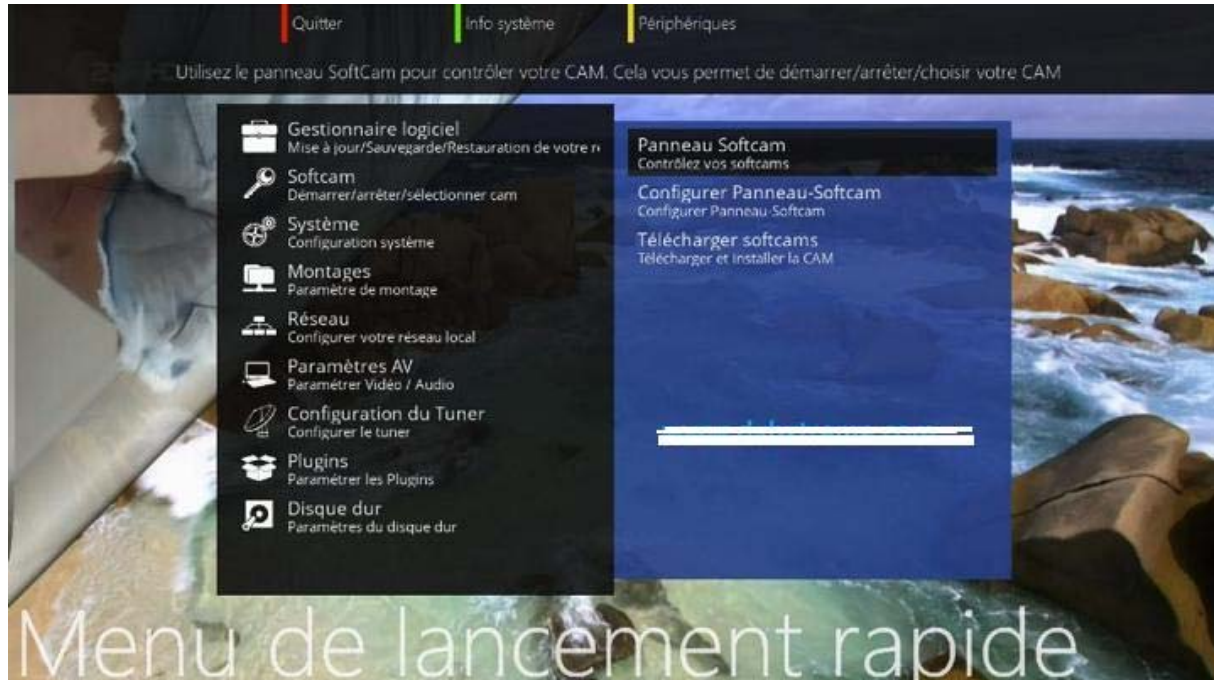 Quitter
Info système
Périphériques
Utilisez le panneau SoftCam pour contrôler votre CAM. Cela vous permet de démarrer/arrêter/choisir votre CAM
Gestionnaire logiciel
Mise à jour/Sauvegarde/Restauration de votre
Softcam
Démarrer/arrêter/sélectionner cam
Système
Configuration système
Montages
Paramètre de montage
Réseau
Configurer votre réseau local
Paramètres AV
Paramétrer Vidéo / Audio
Configuration du Tuner
Configurer le tuner
Plugins
Paramétrer les Plugins
Disque dur
Paramètres du disque dur
Panneau Softcam
Contrôlez vos softcams
Configurer Panneau-Softcam
Configurer Panneau-Softcam
Télécharger softcams
Télécharger et installer la CAM
Menu de lancement rapide